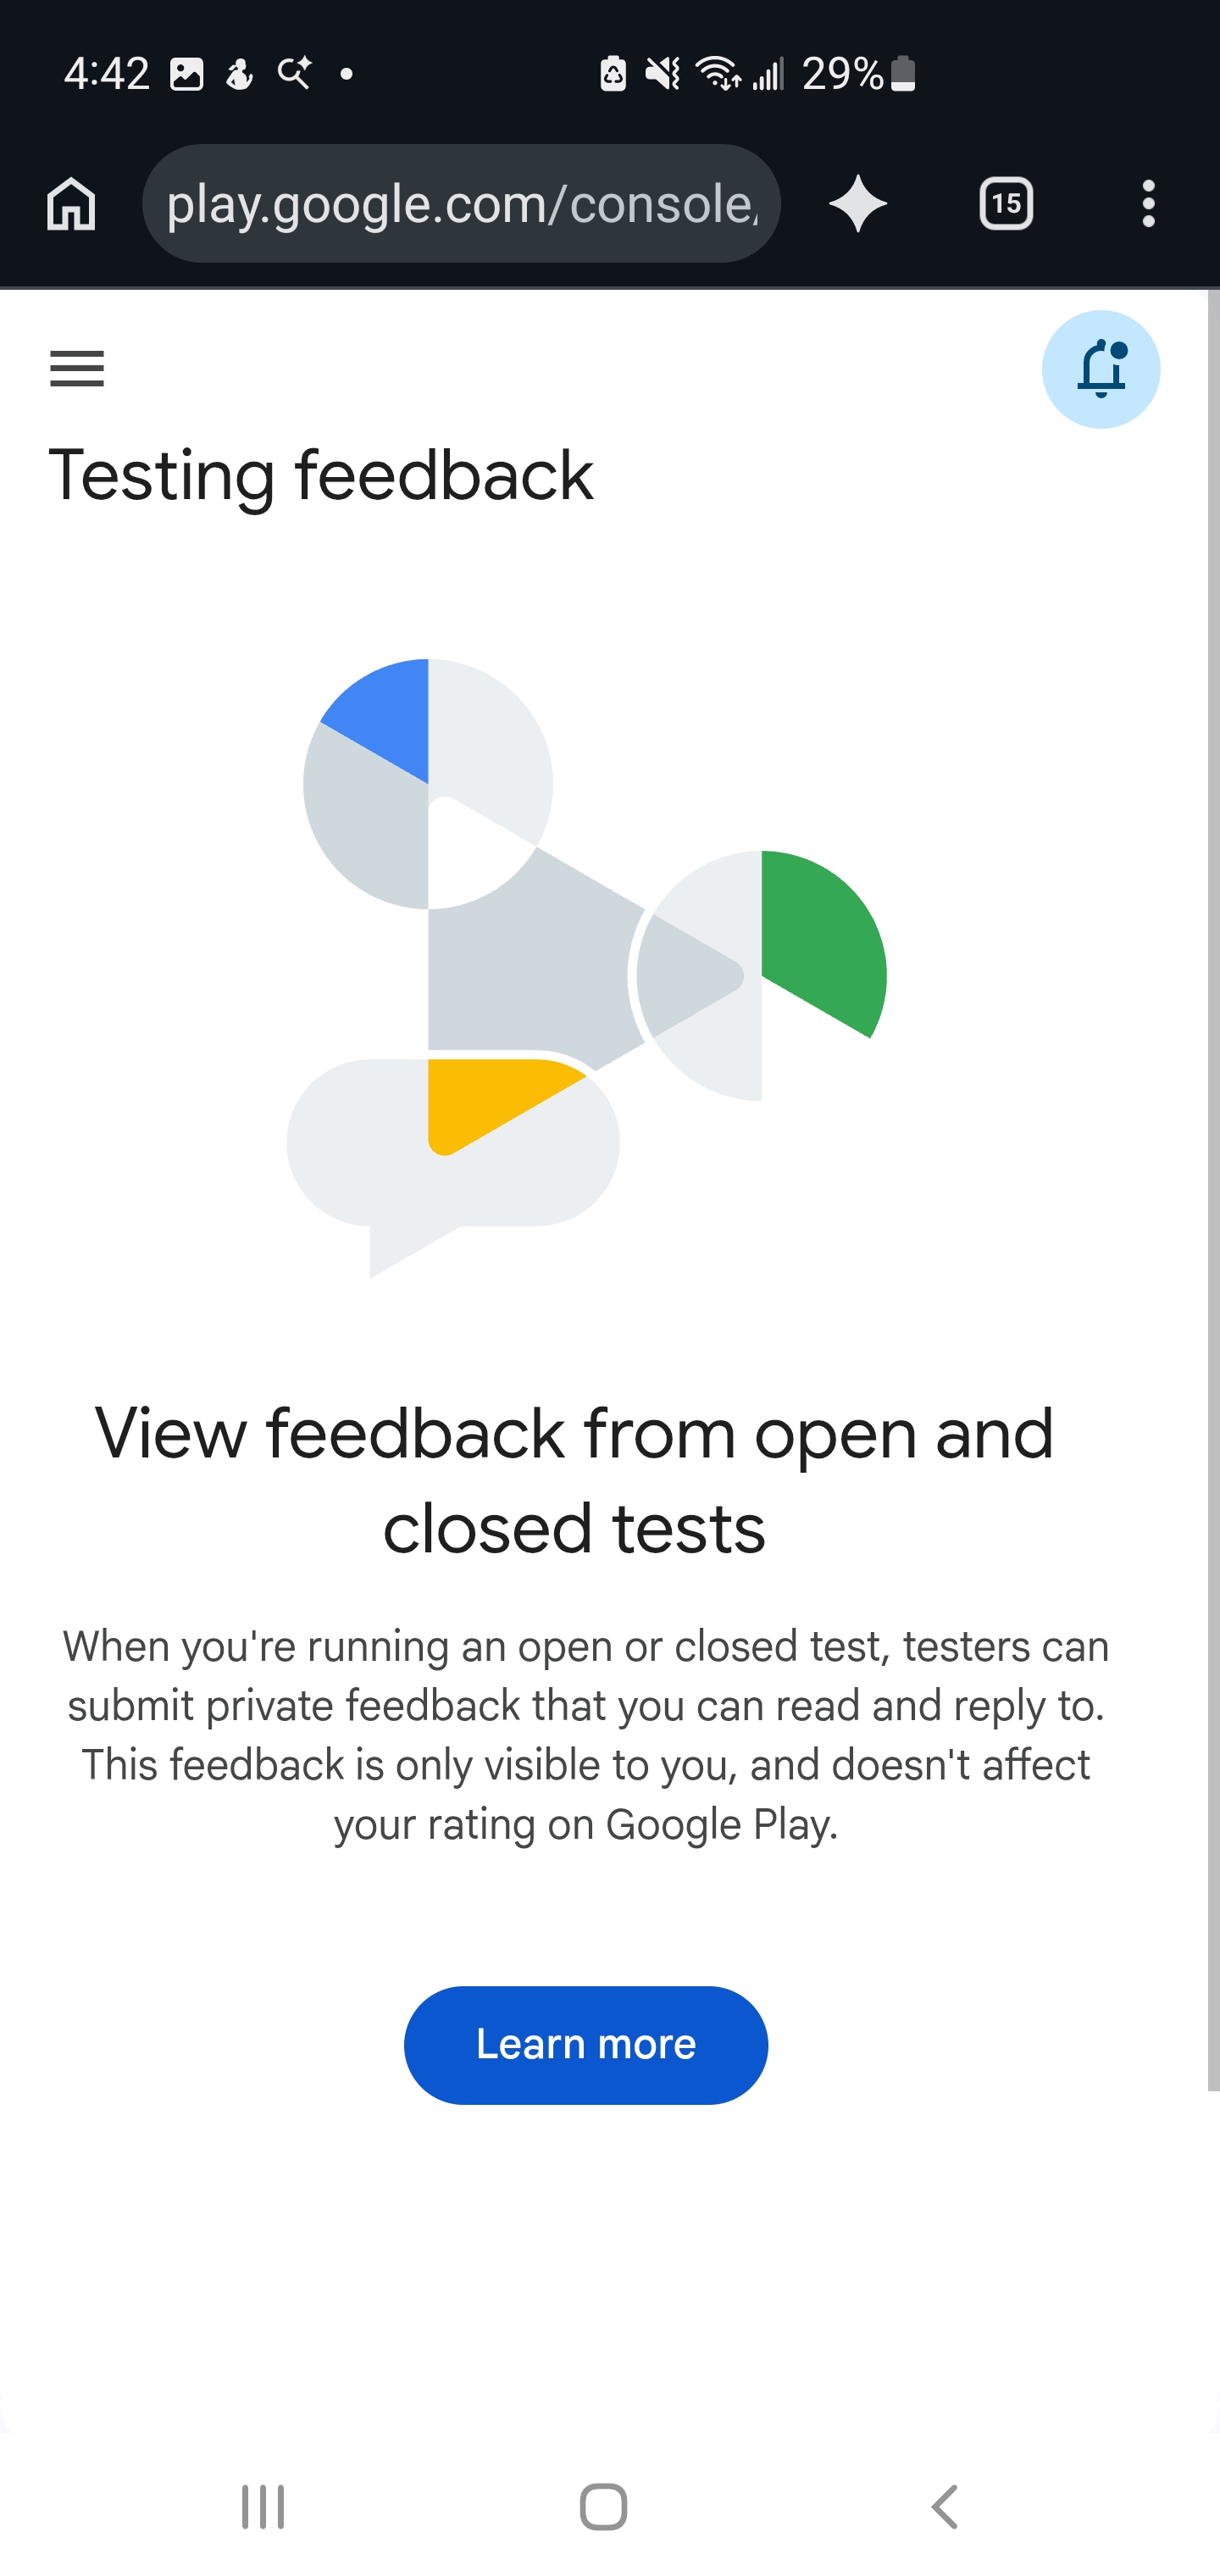 4:42
29%
play.google.com/console/
15
Testing feedback
View feedback from open and
closed tests
When you're running an open or closed test, testers can
submit private feedback that you can read and reply to.
This feedback is only visible to you, and doesn't affect
your rating on Google Play.
Learn more